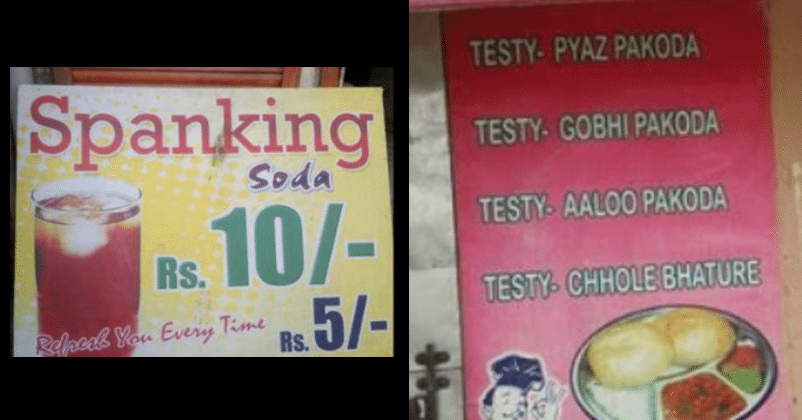 Spanking
Soda
Rs. 10/-
Refresh You Every Time
Rs. 5/-
TESTY- PYAZ PAKODA
TESTY- GOBHI PAKODA
TESTY- AALOO PAKODA
TESTY- CHHOLE BHATURE